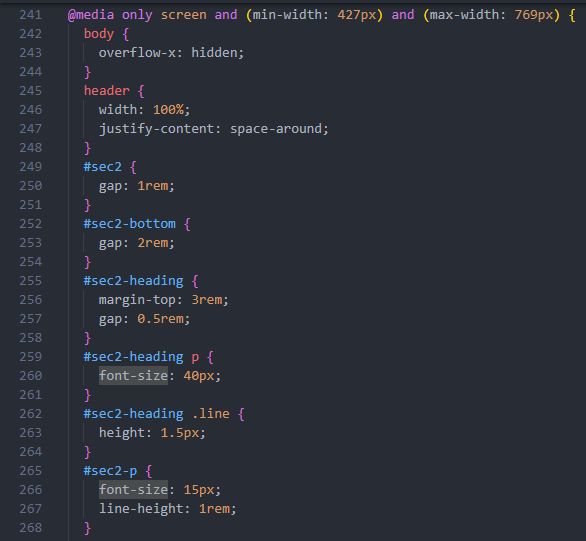 241 @media only screen and (min-width: 427px) and (max-width: 769px) {
242   body {
243     overflow-x: hidden;
244   }
245   header {
246     width: 100%;
247     justify-content: space-around;
248   }
249   #sec2 {
250     gap: 1rem;
251   }
252   #sec2-bottom {
253     gap: 2rem;
254   }
255   #sec2-heading {
256     margin-top: 3rem;
257     gap: 0.5rem;
258   }
259   #sec2-heading p {
260     font-size: 40px;
261   }
262   #sec2-heading .line {
263     height: 1.5px;
264   }
265   #sec2-p {
266     font-size: 15px;
267     line-height: 1rem;
268   }